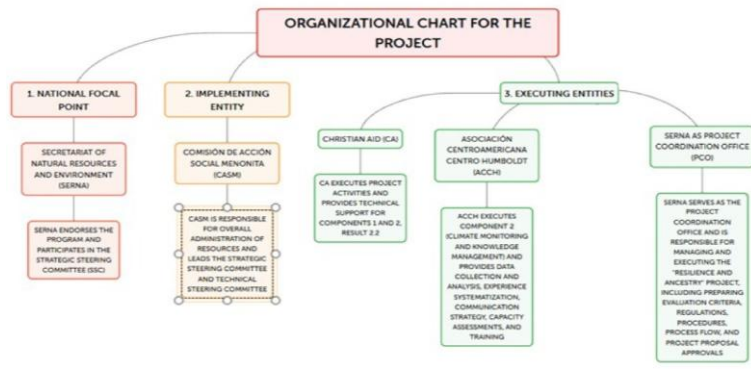 ORGANIZATIONAL CHART FOR THE
PROJECT
1. NATIONAL FOCAL
POINT
SECRETARIAT OF
NATURAL RESOURCES
AND ENVIRONMENT
(SERNA)
SERNA ENDORSES THE
PROGRAM AND
PARTICIPATES IN THE
STRATEGIC STEERING
COMMITTEE (SSC)
2. IMPLEMENTING
ENTITY
COMISIÓN DE ACCIÓN
SOCIAL MENONITA
(CASM)
CASM IS RESPONSIBLE
FOR OVERALL
ADMINISTRATION OF
RESOURCES AND
LEADS THE STRATEGIC
STEERING COMMITTEE
AND TECHNICAL
STEERING COMMITTEE
3. EXECUTING ENTITIES
CHRISTIAN AID (CA)
CA EXECUTES PROJECT
ACTIVITIES AND
PROVIDES TECHNICAL
SUPPORT FOR
COMPONENTS 1 AND 2,
RESULT 2.2
ASOCIACIÓN
CENTROAMERICANA
CENTRO HUMBOLDT
(ACCH)
ACCH EXECUTES
COMPONENT 2
(CLIMATE MONITORING
AND KNOWLEDGE
MANAGEMENT) AND
PROVIDES DATA
COLLECTION AND
ANALYSIS, EXPERIENCE
SYSTEMATIZATION,
COMMUNICATION
STRATEGY, CAPACITY
ASSESSMENTS, AND
TRAINING
SERNA AS PROJECT
COORDINATION OFFICE
(PCO)
SERNA SERVES AS THE
PROJECT
COORDINATION
OFFICE AND IS
RESPONSIBLE FOR
MANAGING AND
EXECUTING THE
"RESILIENCE AND
ANCESTRY" PROJECT,
INCLUDING PREPARING
EVALUATION CRITERIA,
REGULATIONS,
PROCEDURES,
PROCESS FLOW, AND
PROJECT PROPOSAL
APPROVALS